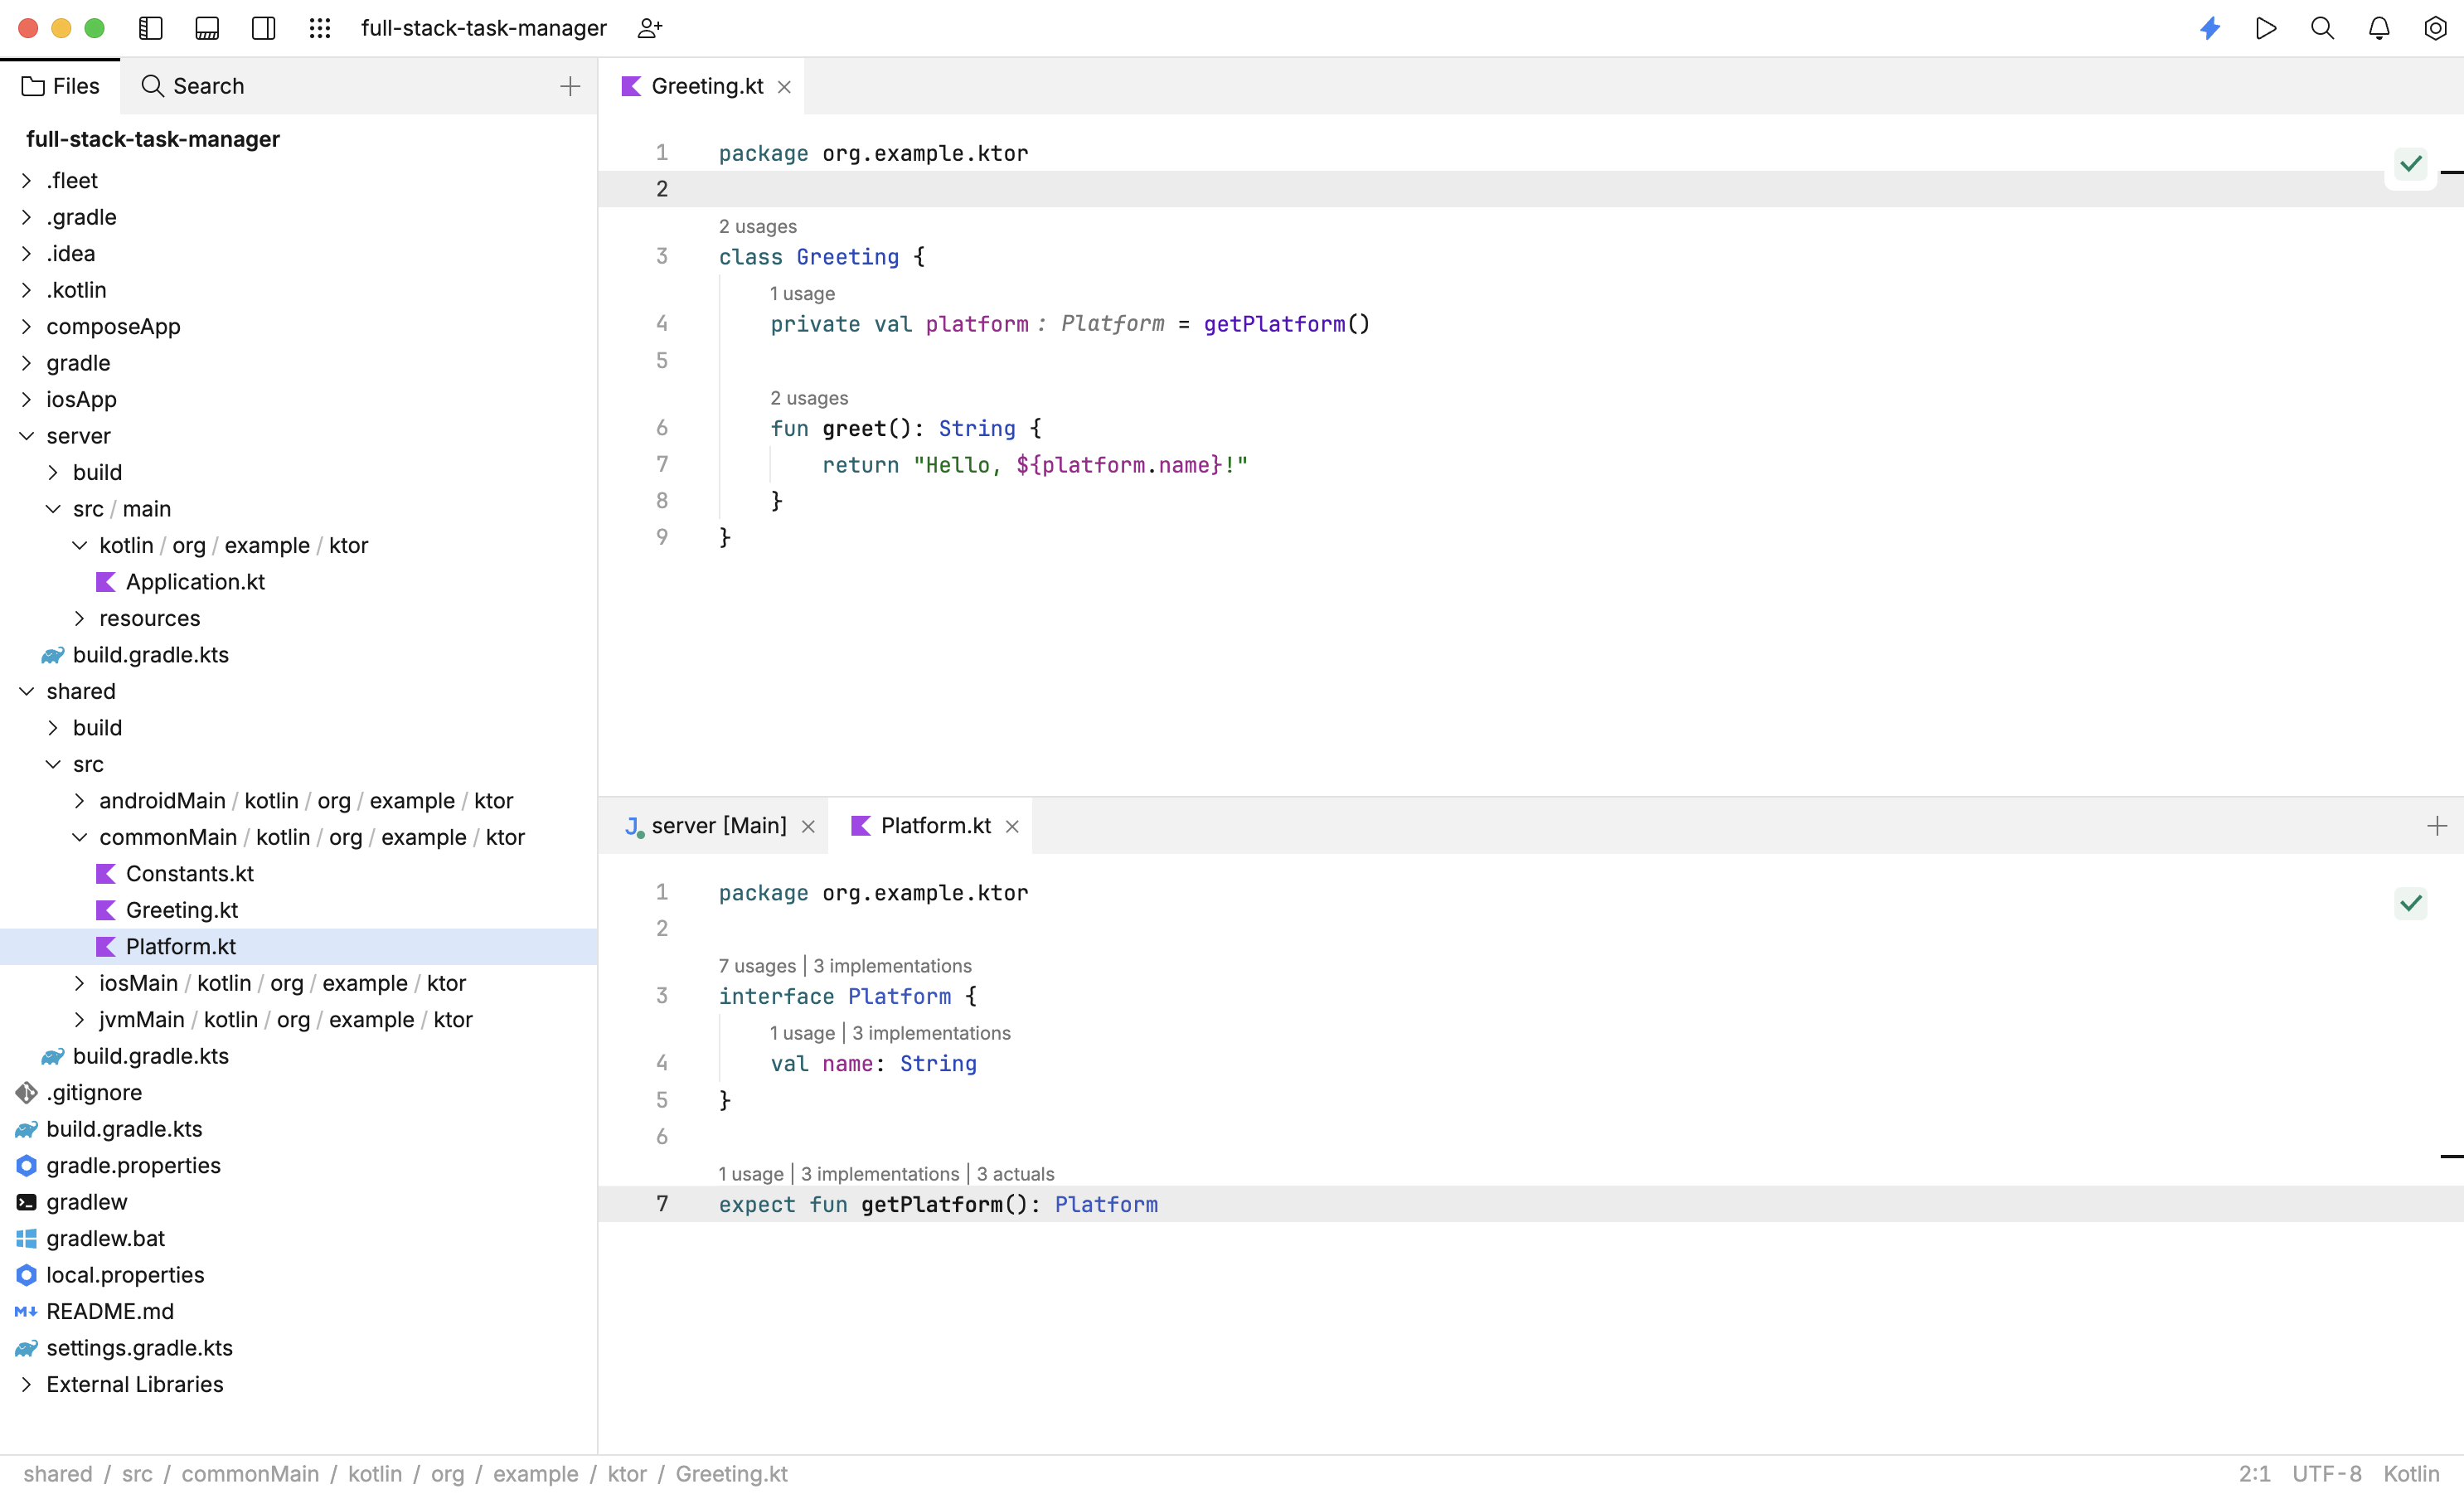 full-stack-task-manager
Files
Search
full-stack-task-manager
.fleet
.gradle
.idea
.kotlin
composeApp
gradle
iosApp
server
build
src / main
kotlin / org / example / ktor
Application.kt
resources
build.gradle.kts
shared
build
src
androidMain / kotlin / org / example / ktor
commonMain / kotlin / org / example / ktor
Constants.kt
Greeting.kt
Platform.kt
iosMain / kotlin / org / example / ktor
jvmMain / kotlin / org / example / ktor
build.gradle.kts
.gitignore
build.gradle.kts
gradle.properties
gradlew
gradlew.bat
local.properties
README.md
settings.gradle.kts
External Libraries
Greeting.kt
1 package org.example.ktor
2
2 usages
3 class Greeting {
1 usage
4 private val platform: Platform = getPlatform()
5
2 usages
6 fun greet(): String {
7 return "Hello, ${platform.name}!"
8 }
9 }
server [Main]
Platform.kt
1 package org.example.ktor
2
7 usages | 3 implementations
3 interface Platform {
1 usage | 3 implementations
4 val name: String
5 }
6
1 usage | 3 implementations | 3 actuals
7 expect fun getPlatform(): Platform
shared / src / commonMain / kotlin / org / example / ktor / Greeting.kt
2:1 UTF-8 Kotlin